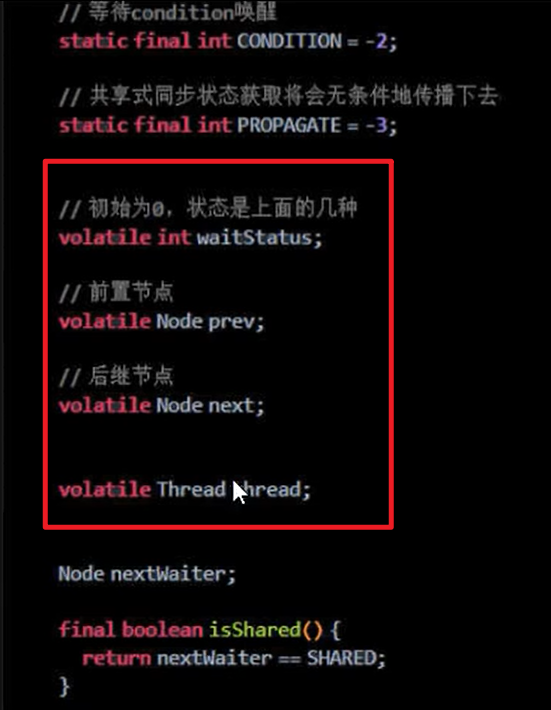 // 等待condition唤醒
static final int CONDITION = -2;
// 共享式同步状态获取将会无条件地传播下去
static final int PROPAGATE = -3;
// 初始为0，状态是上面的几种
volatile int waitStatus;
// 前置节点
volatile Node prev;
// 后继节点
volatile Node next;
volatile Thread thread;
Node nextWaiter;
final boolean isShared() {
return nextWaiter == SHARED;
}